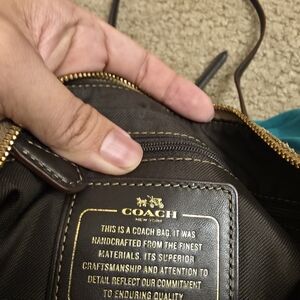 COACH
NEW YORK
THIS IS A COACH BAG. IT WAS
HANDCRAFTED FROM THE FINEST
MATERIALS. ITS SUPERIOR
CRAFTSMANSHIP AND ATTENTION TO
DETAIL REFLECT OUR COMMITMENT
TO ENDURING QUALITY.